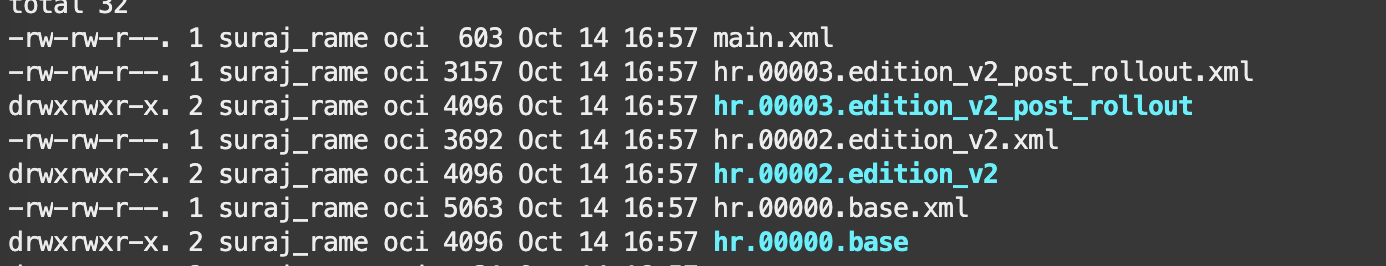 total 32
-rw-rw-r--. 1 suraj_rame oci  603 Oct 14 16:57 main.xml
-rw-rw-r--. 1 suraj_rame oci 3157 Oct 14 16:57 hr.00003.edition_v2_post_rollout.xml
drwxrwxr-x. 2 suraj_rame oci 4096 Oct 14 16:57 hr.00003.edition_v2_post_rollout
-rw-rw-r--. 1 suraj_rame oci 3692 Oct 14 16:57 hr.00002.edition_v2.xml
drwxrwxr-x. 2 suraj_rame oci 4096 Oct 14 16:57 hr.00002.edition_v2
-rw-rw-r--. 1 suraj_rame oci 5063 Oct 14 16:57 hr.00000.base.xml
drwxrwxr-x. 2 suraj_rame oci 4096 Oct 14 16:57 hr.00000.base